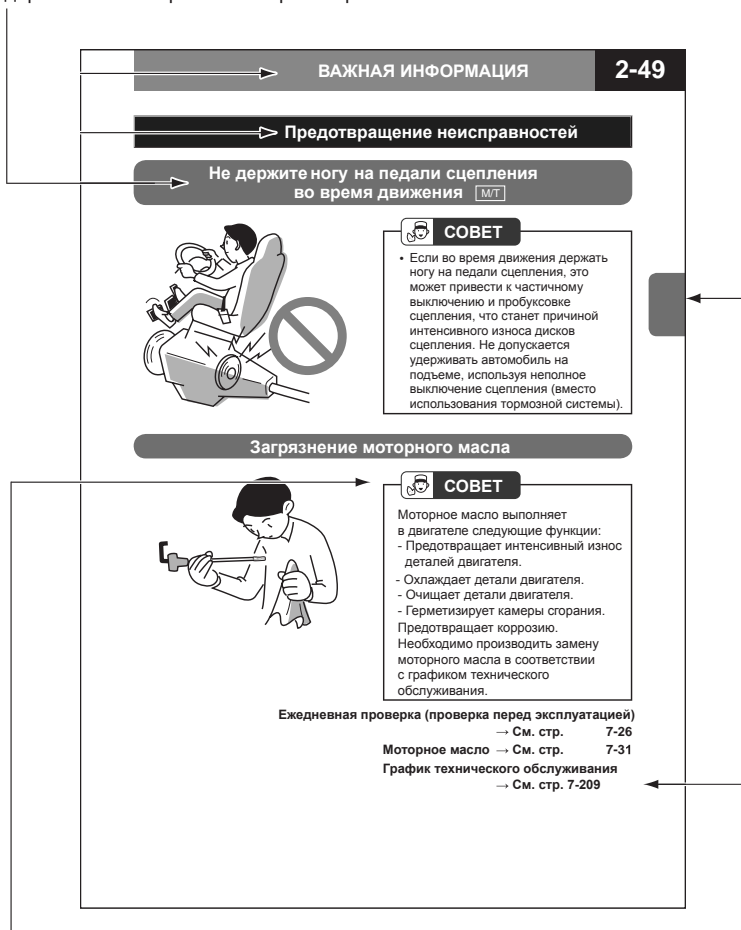 ВАЖНАЯ ИНФОРМАЦИЯ 2-49
Предотвращение неисправностей
Не держите ногу на педали сцепления
во время движения M/T
СОВЕТ
• Если во время движения держать
ногу на педали сцепления, это
может привести к частичному
выключению и пробуксовке
сцепления, что станет причиной
интенсивного износа дисков
сцепления. Не допускается
удерживать автомобиль на
подъеме, используя неполное
выключение сцепления (вместо
использования тормозной системы).
Загрязнение моторного масла
СОВЕТ
Моторное масло выполняет
в двигателе следующие функции:
- Предотвращает интенсивный износ
деталей двигателя.
- Охлаждает детали двигателя.
- Очищает детали двигателя.
- Герметизирует камеры сгорания.
Предотвращает коррозию.
Необходимо производить замену
моторного масла в соответствии
с графиком технического
обслуживания.
Ежедневная проверка (проверка перед эксплуатацией)
→ См. стр. 7-26
Моторное масло → См. стр. 7-31
График технического обслуживания
→ См. стр. 7-209